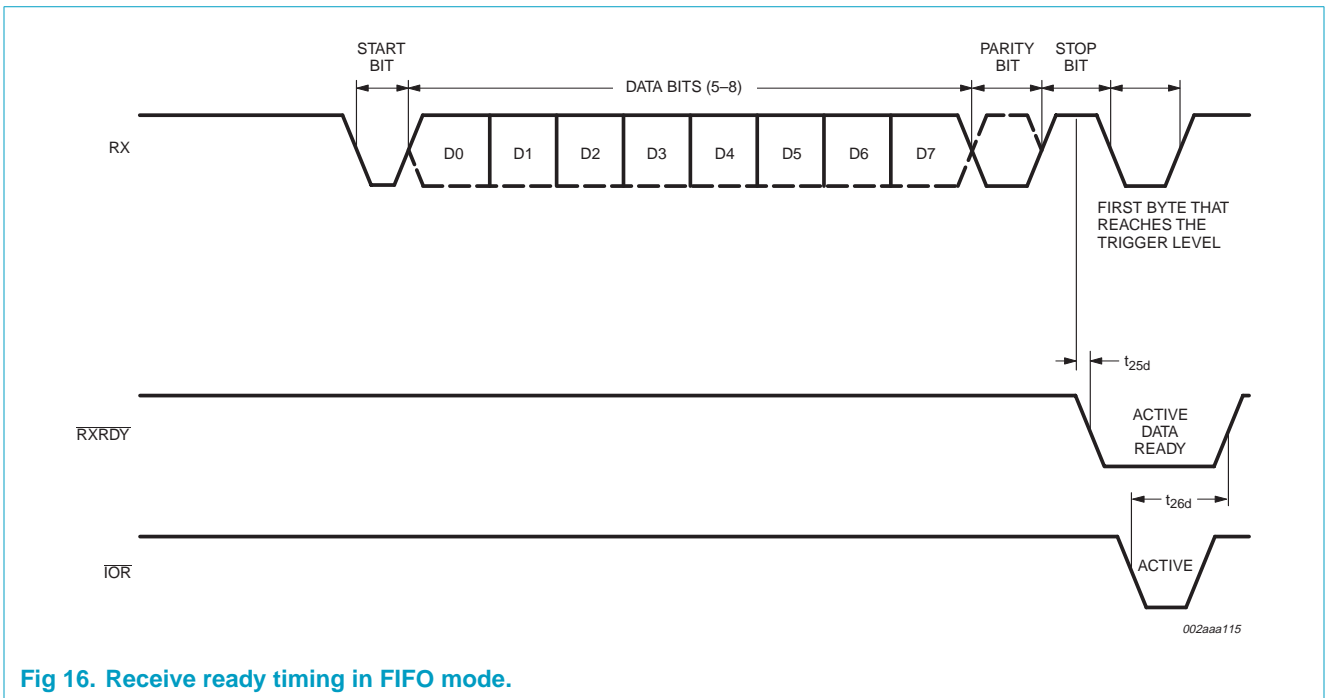 START
BIT
DATA BITS (5–8)
PARITY
BIT
STOP
BIT
RX
D0
D1
D2
D3
D4
D5
D6
D7
FIRST BYTE THAT
REACHES THE
TRIGGER LEVEL
t25d
RXRDY
ACTIVE
DATA
READY
t26d
IOR
ACTIVE
002aaa115
Fig 16. Receive ready timing in FIFO mode.